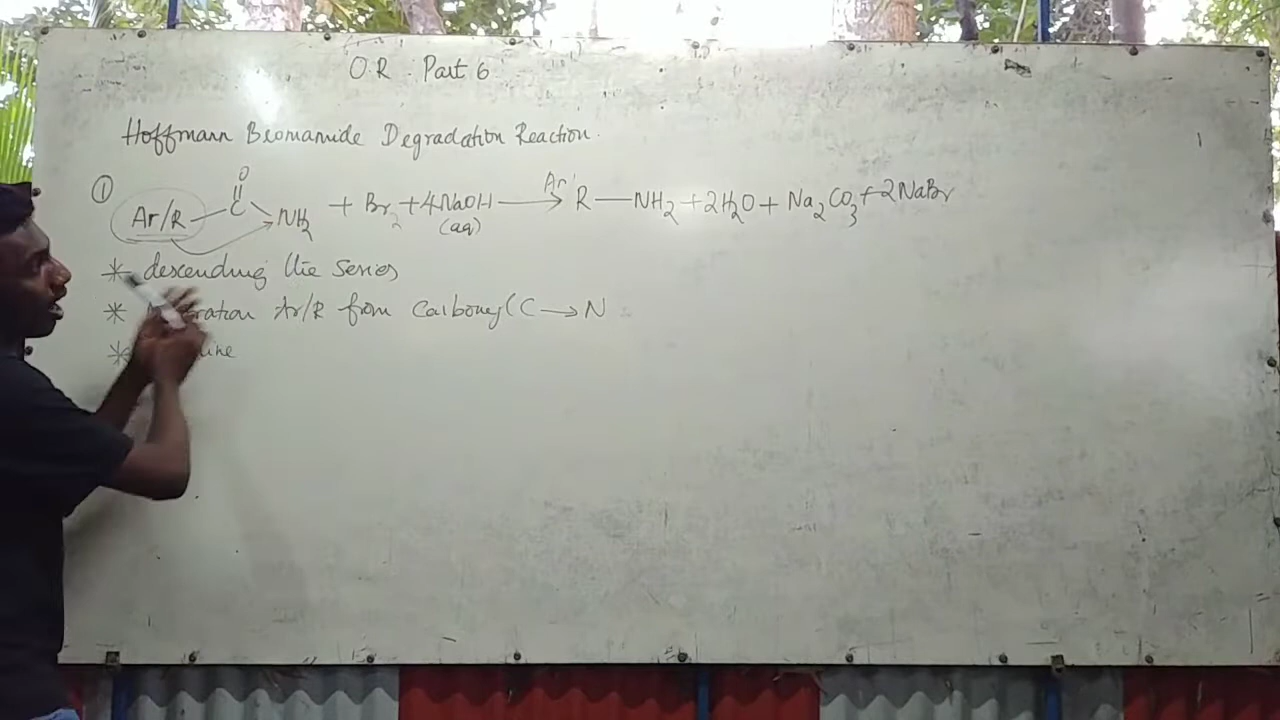 O.R. Part 6
Hoffmann Bromamide Degradation Reaction.
① Ar/R—C(=O)—NH₂ + Br₂ + 4NaOH (aq) ⟶ Ar/R—NH₂ + 2H₂O + Na₂CO₃ + 2NaBr
* descending the series
* Ar/R from Carbonyl C → N
*